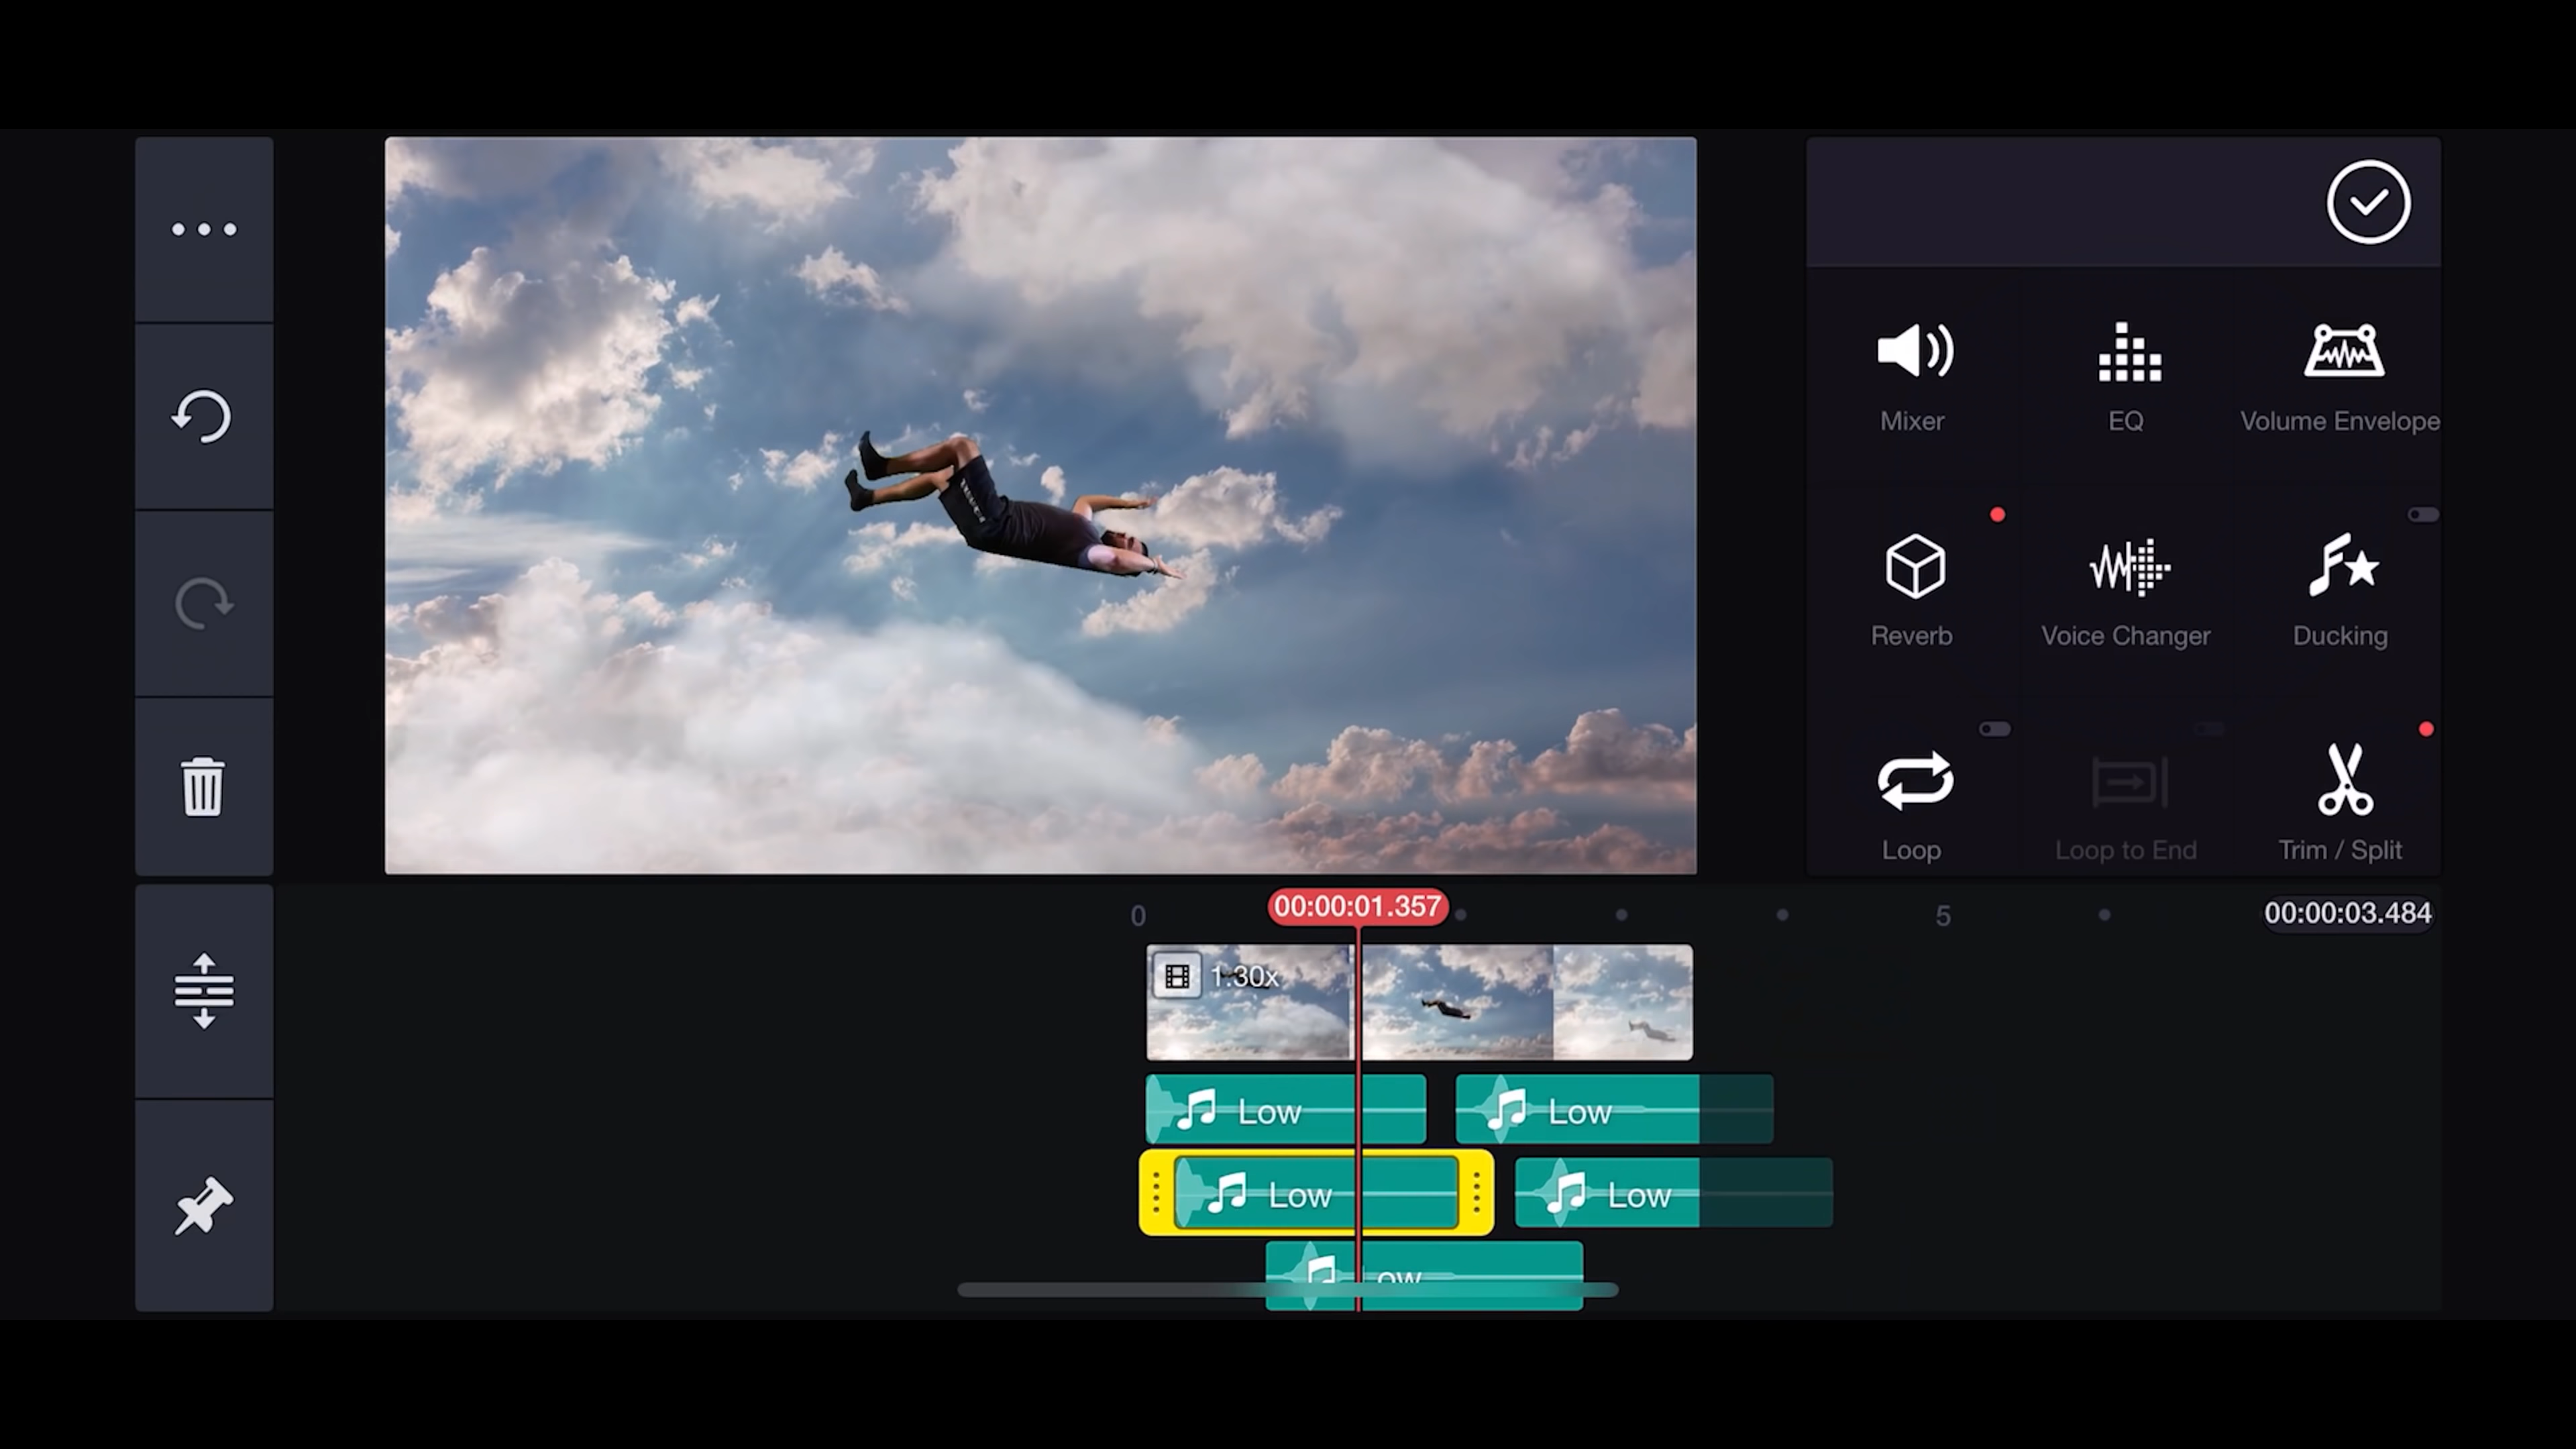 Mixer
EQ
Volume Envelope
Reverb
Voice Changer
Ducking
Loop
Loop to End
Trim / Split
0
00:00:01.357
5
00:00:03.484
1.30x
Low
Low
Low
Low